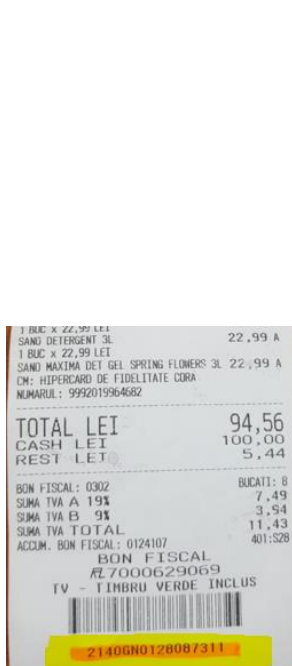 1 BUC x 22,99 LEI
SANO DETERGENT 3L 22,99 A
1 BUC x 22,99 LEI
SANO MAXIMA DET GEL SPRING FLOWERS 3L 22,99 A
CM: HIPERCARD DE FIDELITATE CORA
NUMARUL: 9992019964682
TOTAL LEI 94,56
CASH LEI 100,00
REST LEI 5,44
BON FISCAL: 0302 BUCATI: 8
SUMA TVA A 19% 7,49
SUMA TVA B 9% 3,94
SUMA TVA TOTAL 11,43
ACCUM. BON FISCAL: 0124107 401:S28
BON FISCAL
7000629069
TV - TIMBRU VERDE INCLUS
2140GN0128087311